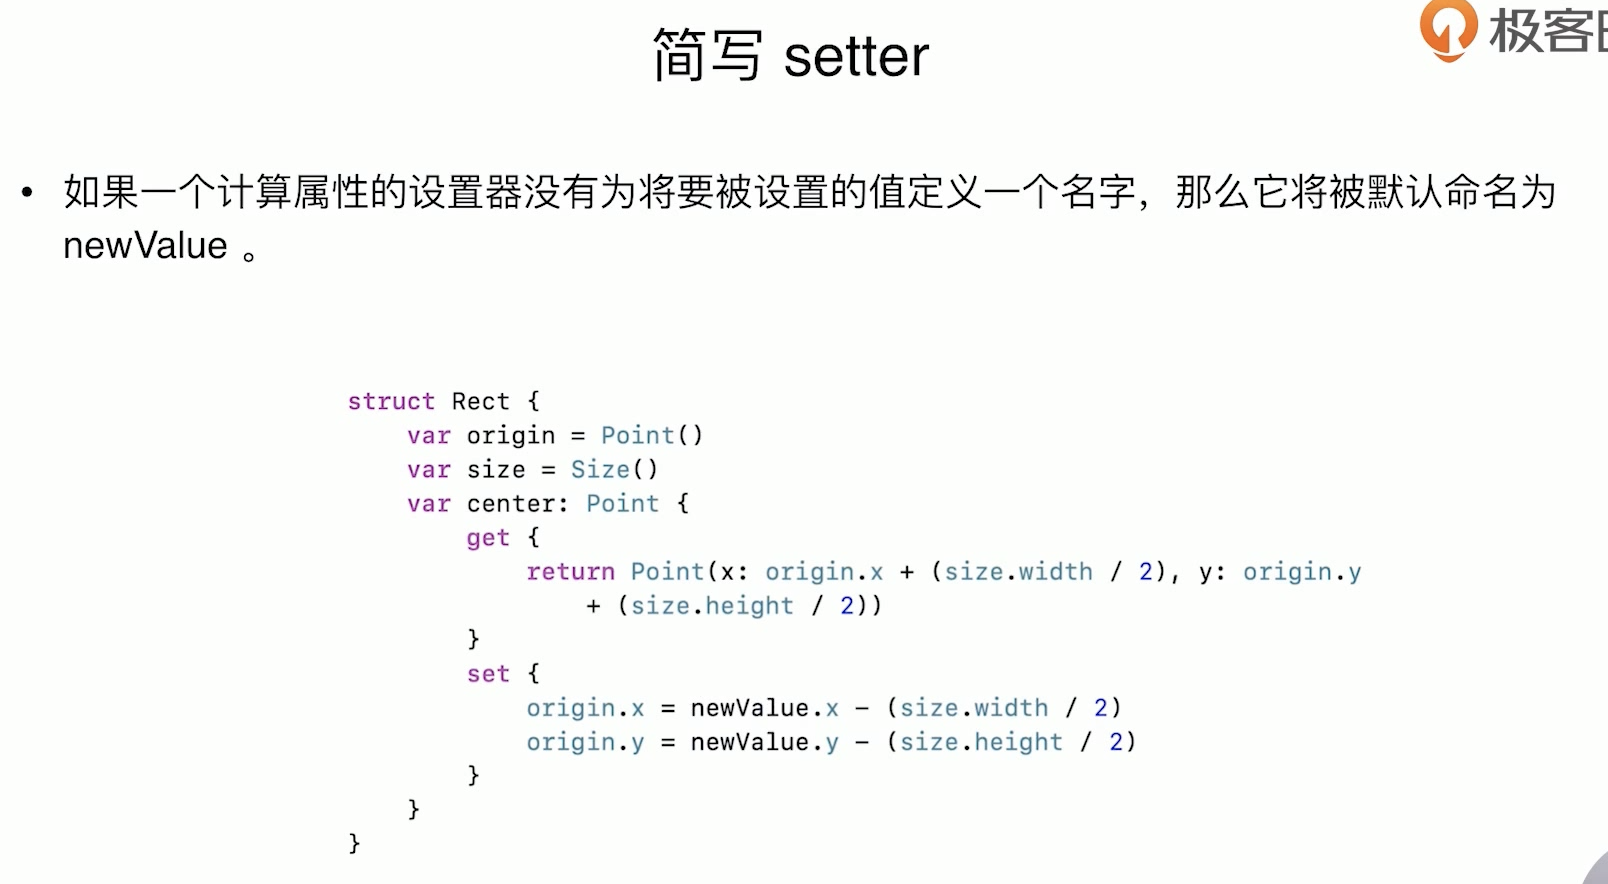 极客
简写 setter
• 如果一个计算属性的设置器没有为将要被设置的值定义一个名字，那么它将被默认命名为
newValue 。
struct Rect {
    var origin = Point()
    var size = Size()
    var center: Point {
        get {
            return Point(x: origin.x + (size.width / 2), y: origin.y
                + (size.height / 2))
        }
        set {
            origin.x = newValue.x - (size.width / 2)
            origin.y = newValue.y - (size.height / 2)
        }
    }
}